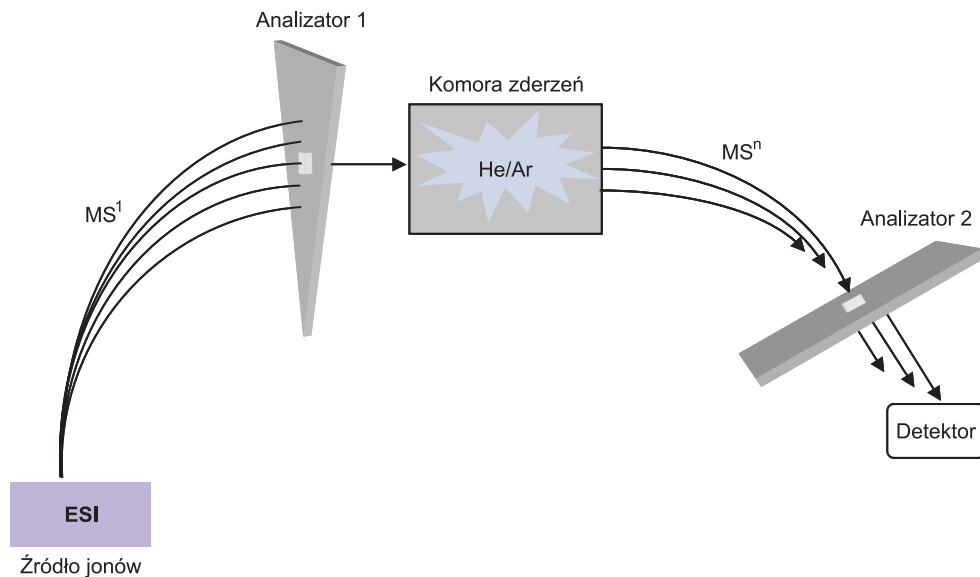 Analizator 1
Komora zderzeń
He/Ar
MS¹
MSⁿ
Analizator 2
Detektor
ESI
Źródło jonów